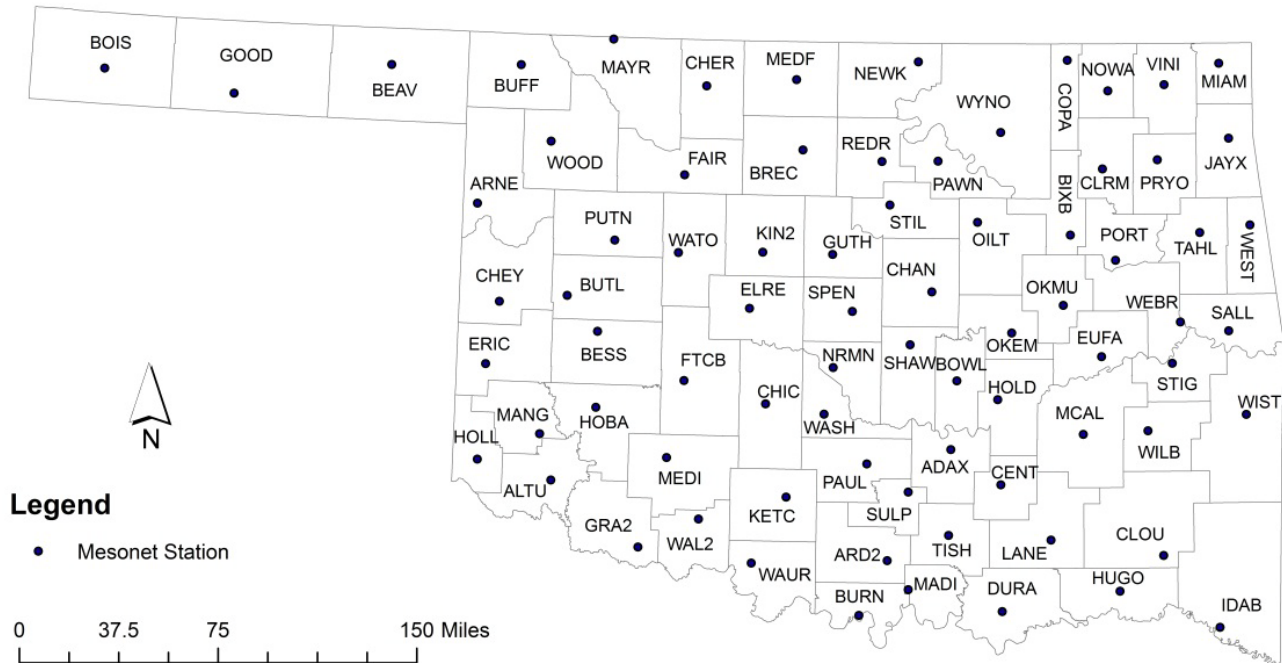 BOIS
GOOD
BEAV
BUFF
MAYR
CHER
MEDF
NEWK
WYNO
COPA
NOWA
VINI
MIAM
WOOD
FAIR
BREC
REDR
PAWN
BIXB
CLRM
PRYO
JAYX
ARNE
PUTN
WATO
KIN2
GUTH
STIL
OILT
PORT
TAHL
WEST
CHEY
BUTL
ELRE
SPEN
CHAN
OKMU
WEBR
SALL
ERIC
BESS
FTCB
NRMN
SHAW
BOWL
OKEM
EUFA
STIG
CHIC
HOLD
WIST
MANG
HOBA
WASH
MCAL
HOLL
WILB
ALTU
MEDI
PAUL
ADAX
CENT
GRA2
WAL2
KETC
SULP
CLOU
WAUR
ARD2
TISH
LANE
BURN
MADI
DURA
HUGO
IDAB
N
Legend
Mesonet Station
0 37.5 75 150 Miles